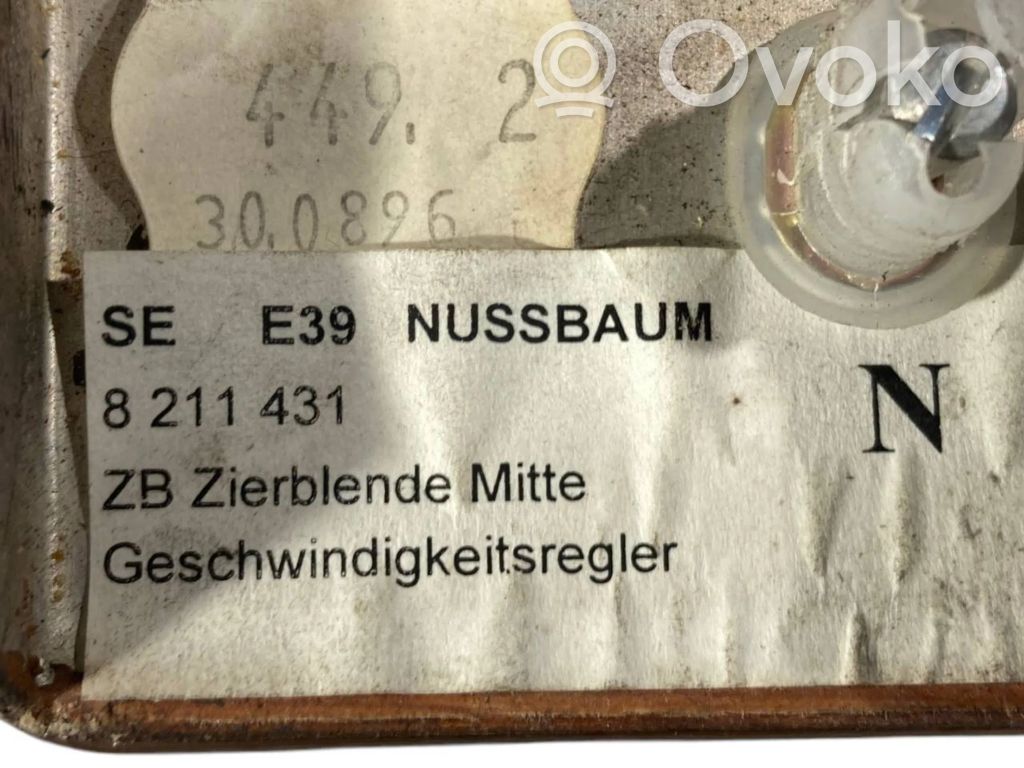 Ovoko
449. 2
30.0896
SE E39 NUSSBAUM
8 211 431
N
ZB Zierblende Mitte
Geschwindigkeitsregler